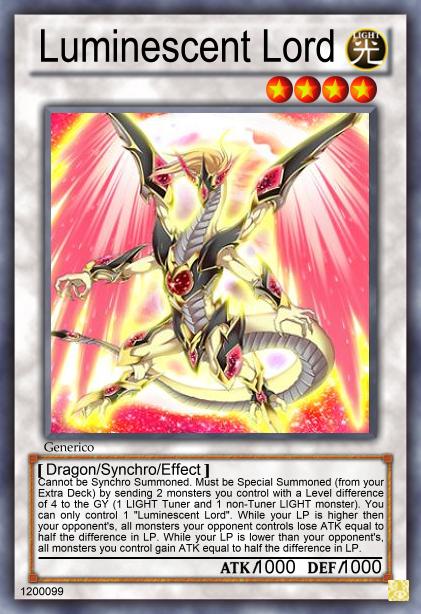 Luminescent Lord
LIGHT
光
Generico
[ Dragon/Synchro/Effect ]
Cannot be Synchro Summoned. Must be Special Summoned (from your
Extra Deck) by sending 2 monsters you control with a Level difference
of 4 to the GY (1 LIGHT Tuner and 1 non-Tuner LIGHT monster). You
can only control 1 "Luminescent Lord". While your LP is higher then
your opponent's, all monsters your opponent controls lose ATK equal to
half the difference in LP. While your LP is lower than your opponent's,
all monsters you control gain ATK equal to half the difference in LP.
ATK/1000 DEF/1000
1200099